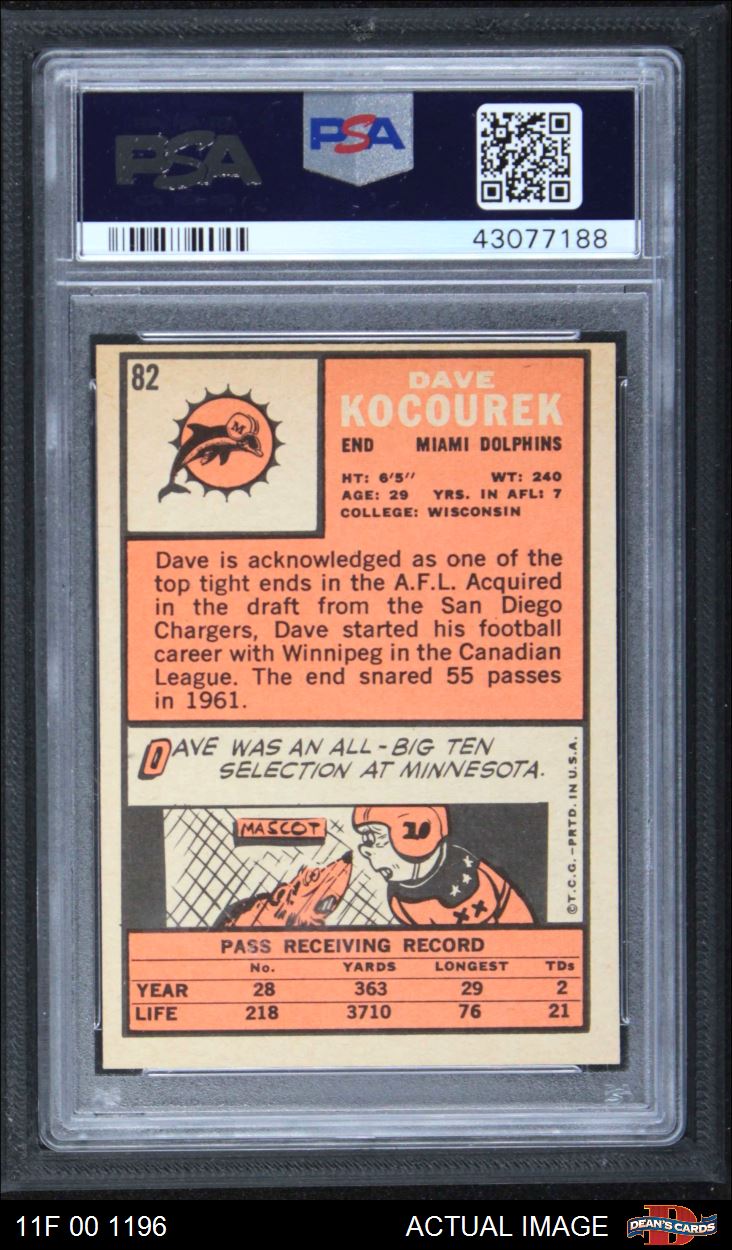 PSA
PSA
43077188
82
M
DAVE
KOCOUREK
END MIAMI DOLPHINS
HT: 6'5" WT: 240
AGE: 29 YRS. IN AFL: 7
COLLEGE: WISCONSIN
Dave is acknowledged as one of the
top tight ends in the A.F.L. Acquired
in the draft from the San Diego
Chargers, Dave started his football
career with Winnipeg in the Canadian
League. The end snared 55 passes
in 1961.
DAVE WAS AN ALL-BIG TEN
SELECTION AT MINNESOTA.
MASCOT
10
©T.C.G.-PRTD. IN U.S.A.
PASS RECEIVING RECORD
No. YARDS LONGEST TDs
YEAR 28 363 29 2
LIFE 218 3710 76 21
11F 00 1196 ACTUAL IMAGE DEAN'S CARDS